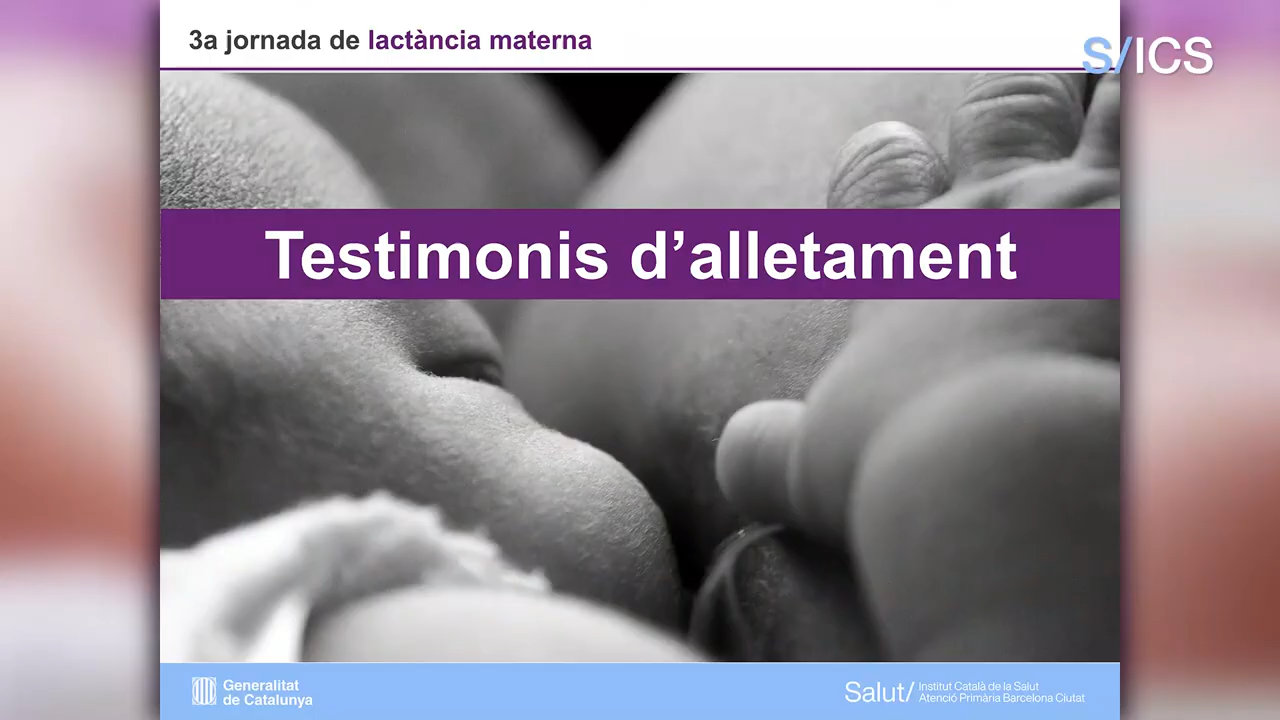 3a jornada de lactància materna
S/ICS
Testimonis d’alletament
Generalitat
de Catalunya
Salut/
Institut Català de la Salut
Atenció Primària Barcelona Ciutat